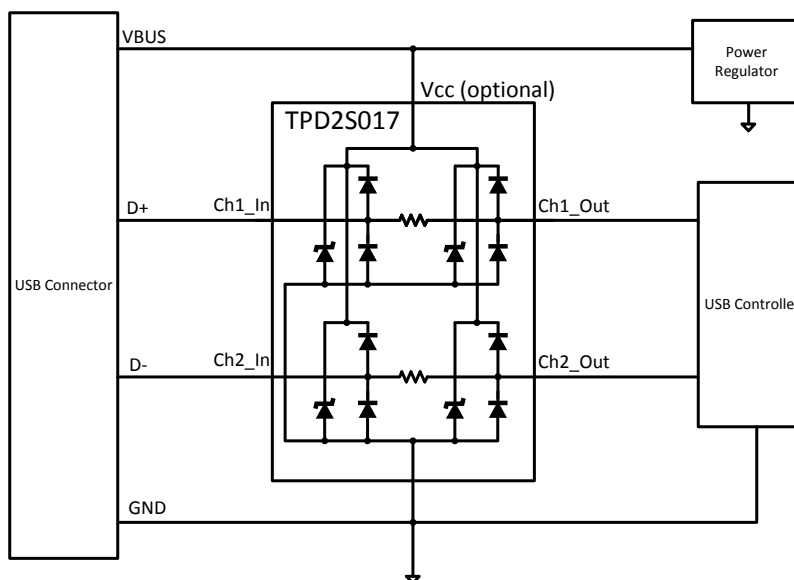 VBUS
Power
Regulator
Vcc (optional)
TPD2S017
D+
Ch1_In
Ch1_Out
USB Connector
USB Controlle
D-
Ch2_In
Ch2_Out
GND